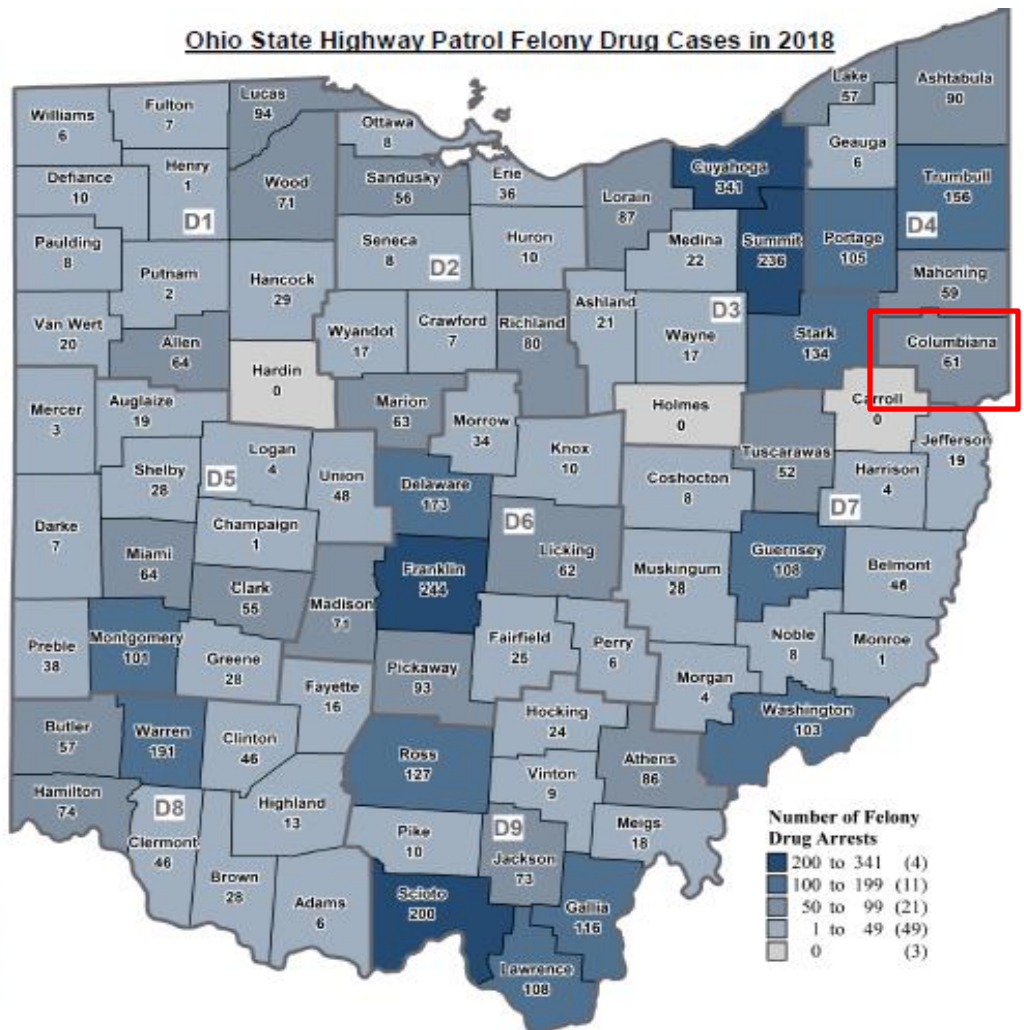 Ohio State Highway Patrol Felony Drug Cases in 2018
Williams
6
Fulton
7
Lucas
94
Ottawa
8
Lake
57
Ashtabula
90
Geauga
6
Cuyahoga
341
Trumbull
156
Defiance
10
Henry
1
Wood
71
Sandusky
56
Erie
36
Lorain
87
D1
D4
Paulding
8
Putnam
2
Hancock
29
Seneca
8
D2
Huron
10
Medina
22
Summit
236
Portage
105
Mahoning
59
Van Wert
20
Allen
64
Wyandot
17
Crawford
7
Richland
80
Ashland
21
Wayne
17
D3
Stark
134
Columbiana
61
Hardin
0
Mercer
3
Auglaize
19
Marion
63
Morrow
34
Holmes
0
Carroll
0
Jefferson
19
Logan
4
Shelby
28
D5
Union
48
Knox
10
Tuscarawas
52
Coshocton
8
Harrison
4
D7
Delaware
173
Darke
7
Champaign
1
Miami
64
D6
Licking
62
Guernsey
108
Belmont
46
Franklin
244
Muskingum
28
Clark
55
Madison
71
Preble
38
Montgomery
101
Greene
28
Fairfield
25
Perry
6
Noble
8
Monroe
1
Pickaway
93
Fayette
16
Morgan
4
Washington
103
Butler
57
Warren
191
Clinton
46
Hocking
24
Ross
127
Athens
86
Vinton
9
Hamilton
74
D8
Highland
13
Clermont
46
Pike
10
D9
Jackson
73
Meigs
18
Brown
28
Adams
6
Scioto
200
Gallia
116
Lawrence
108
Number of Felony
Drug Arrests
200 to 341 (4)
100 to 199 (11)
50 to 99 (21)
1 to 49 (49)
0 (3)